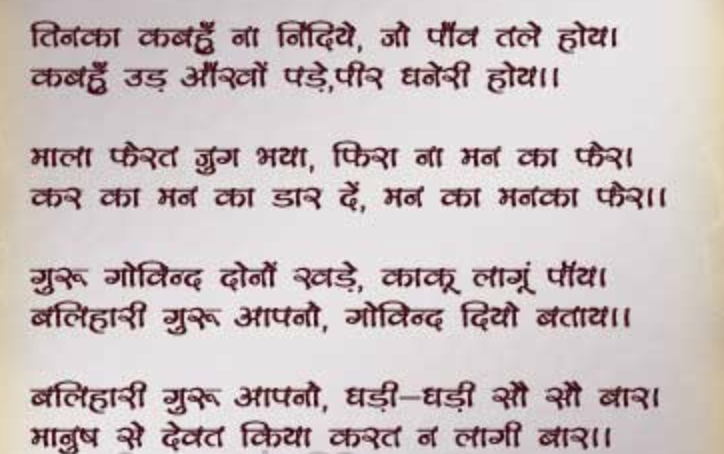 तिनका कबहुँ ना निंदिये, जो पाँव तले होय।
कबहुँ उड़ आँखों पड़े,पीर घनेरी होय।।
माला फेरत जुग भया, फिरा ना मन का फेर।
कर का मन का डार दें, मन का मनका फेर।।
गुरू गोविन्द दोनों खड़े, काकू लागूं पाँय।
बलिहारी गुरू आपनो, गोविन्द दियो बताय।।
बलिहारी गुरू आपनो, घड़ी–घड़ी सौ सौ बार।
मानुष से देवत किया करत न लागी बार।।